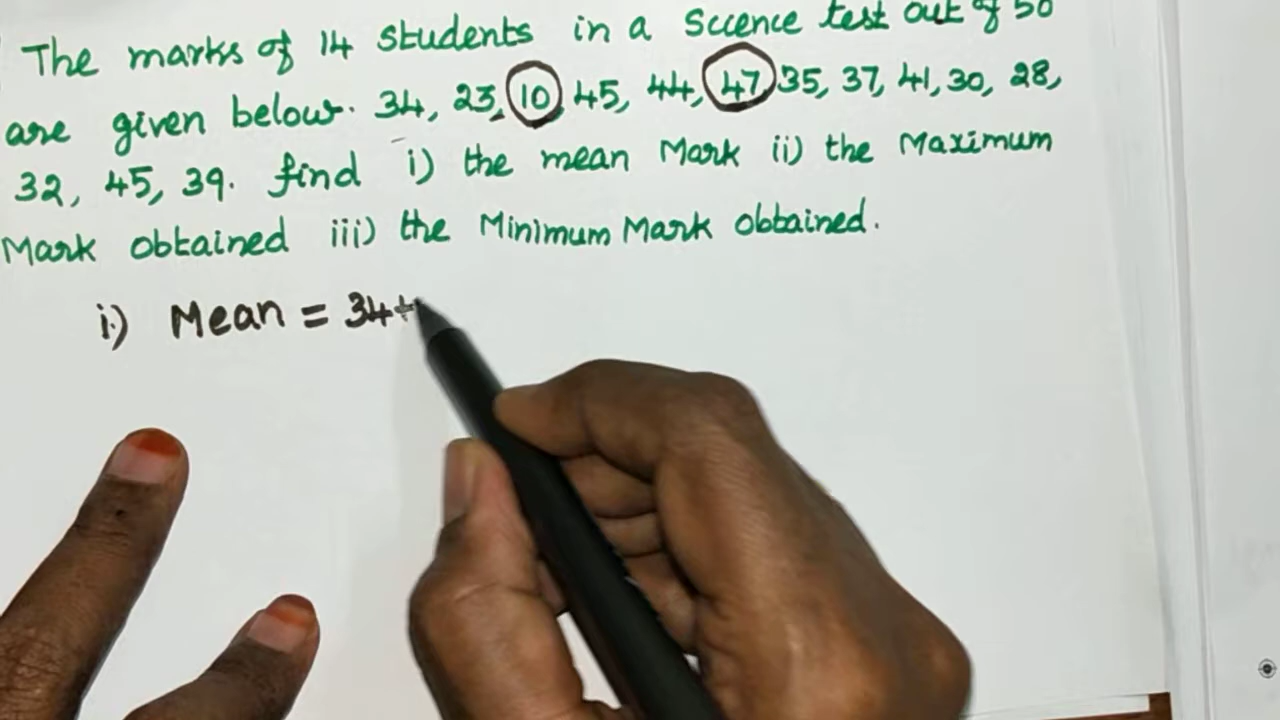 The marks of 14 students in a Science test out of 50
are given below. 34, 23, 10, 45, 44, 47 35, 37, 41, 30, 28,
32, 45, 39. find i) the mean Mark ii) the Maximum
Mark obtained iii) the Minimum Mark obtained.
i) Mean = 34+